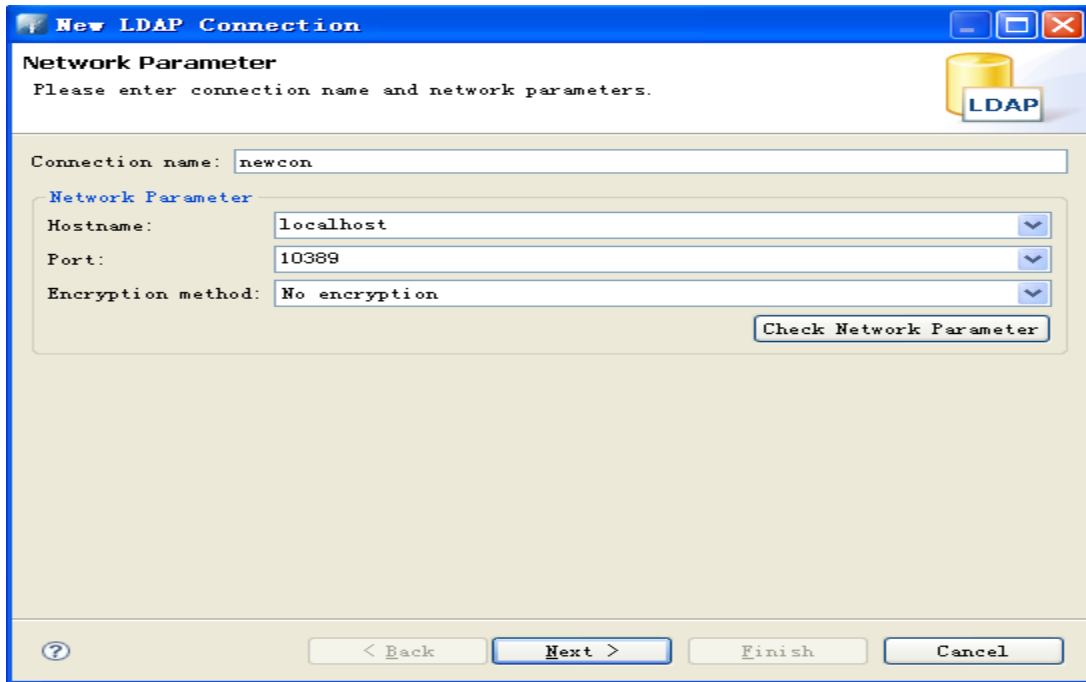 New LDAP Connection
Network Parameter
Please enter connection name and network parameters.
LDAP
Connection name: newcon
Network Parameter
Hostname: localhost
Port: 10389
Encryption method: No encryption
Check Network Parameter
? < Back Next > Finish Cancel